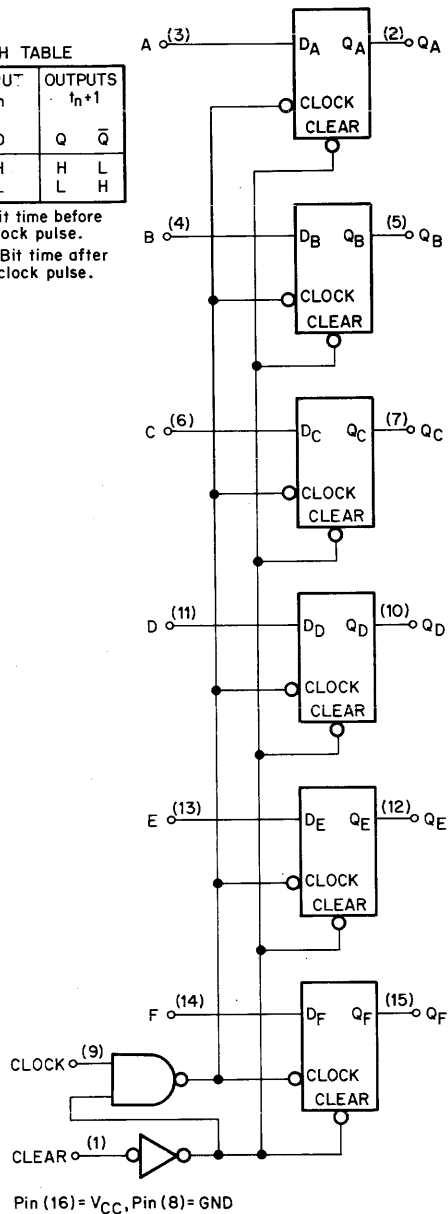 H TABLE
OUTPUTS
tn+1
Q Q̅
H H L
L L H
it time before
ock pulse.
Bit time after
clock pulse.
A (3) DA QA (2) QA
CLOCK
CLEAR
B (4) DB QB (5) QB
CLOCK
CLEAR
C (6) DC QC (7) QC
CLOCK
CLEAR
D (11) DD QD (10) QD
CLOCK
CLEAR
E (13) DE QE (12) QE
CLOCK
CLEAR
F (14) DF QF (15) QF
CLOCK (9) CLOCK
CLEAR
CLEAR (1)
Pin (16) = VCC, Pin (8) = GND